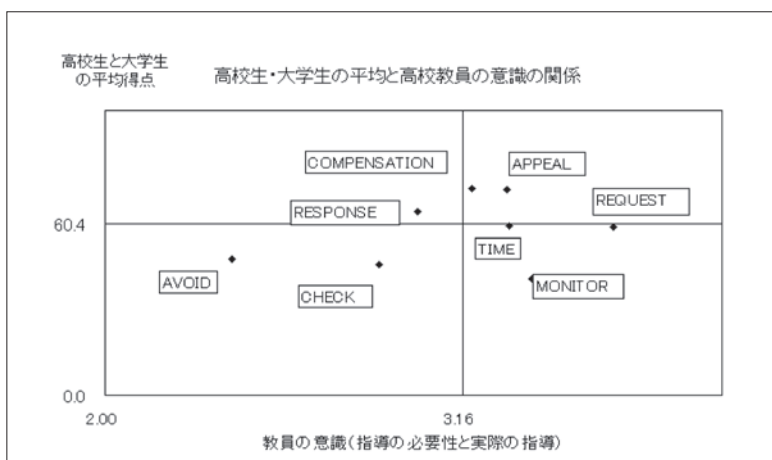 高校生と大学生
の平均得点
高校生・大学生の平均と高校教員の意識の関係
COMPENSATION
APPEAL
RESPONSE
REQUEST
60.4
TIME
AVOID
CHECK
MONITOR
0.0
2.00
3.16
教員の意識(指導の必要性と実際の指導)